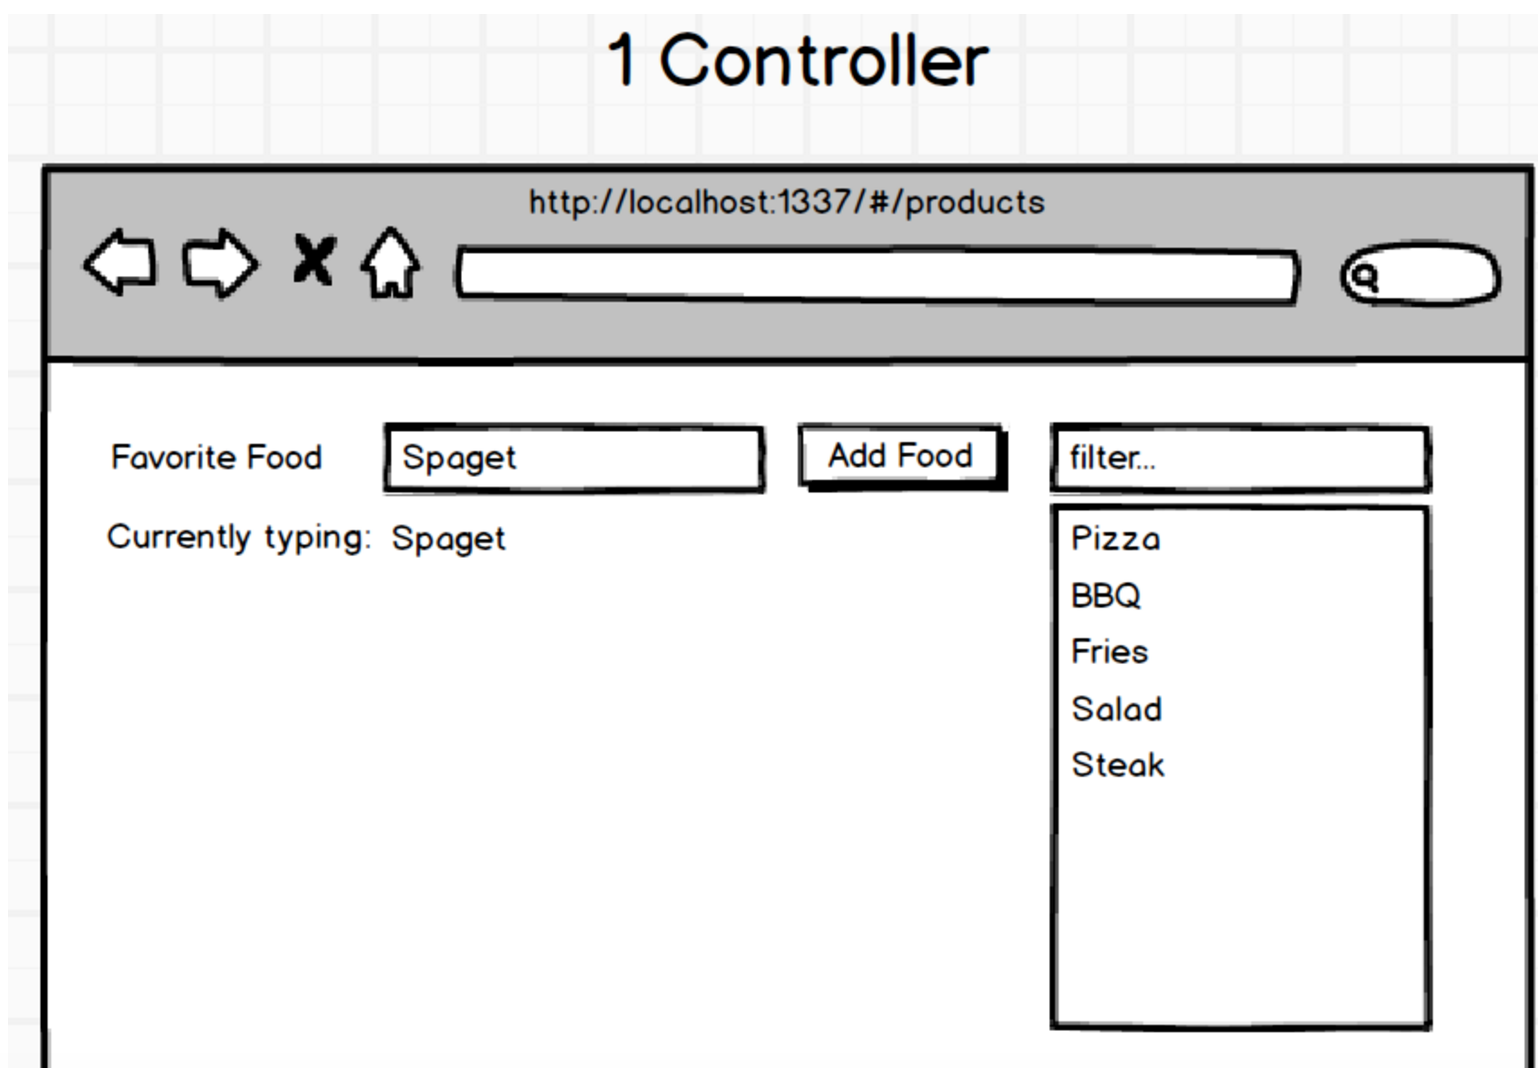 1 Controller
http://localhost:1337/#/products
Favorite Food
Spaget
Add Food
filter...
Currently typing: Spaget
Pizza
BBQ
Fries
Salad
Steak